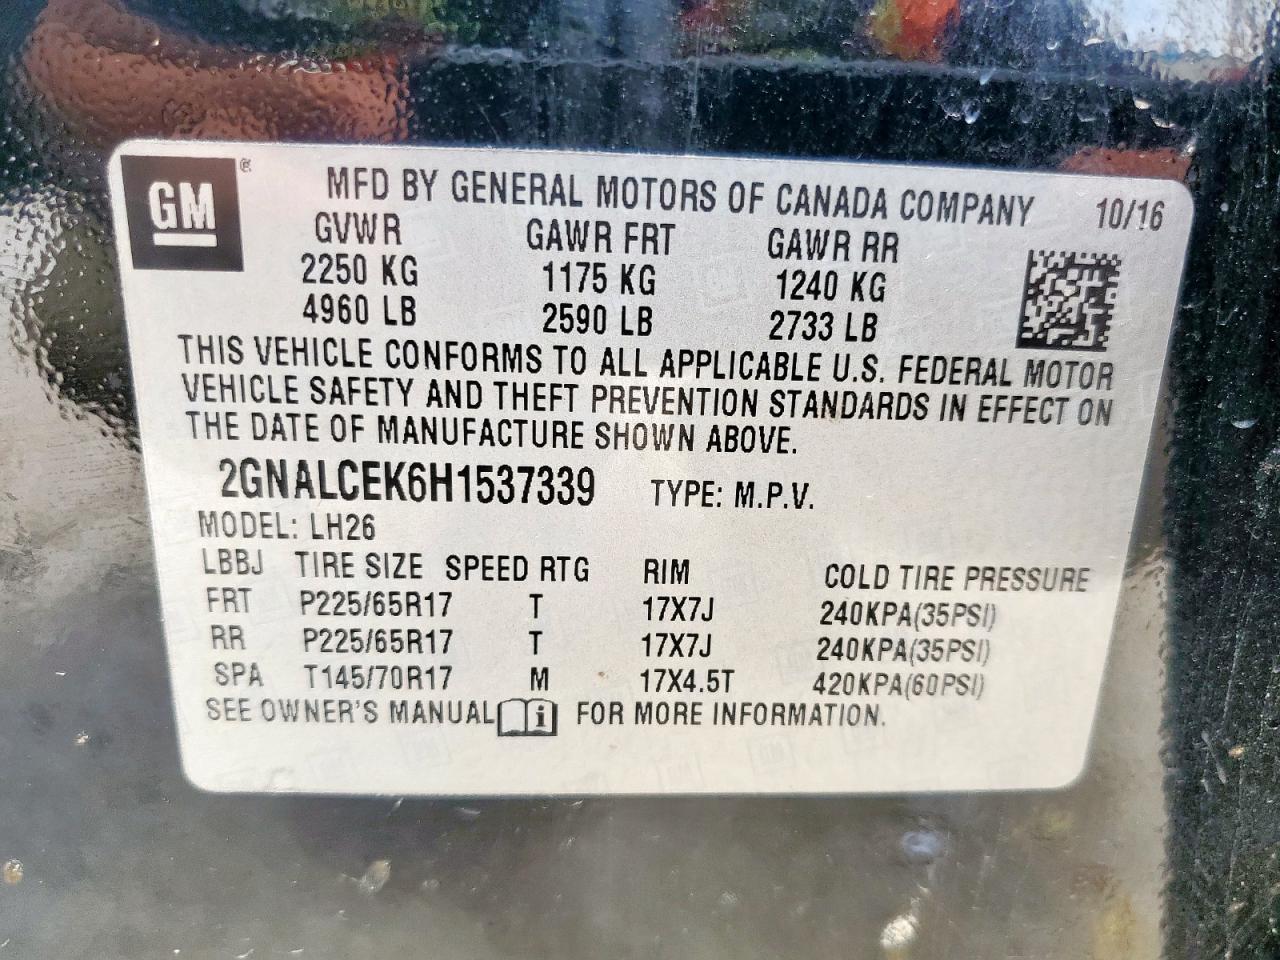 GM
MFD BY GENERAL MOTORS OF CANADA COMPANY 10/16
GVWR GAWR FRT GAWR RR
2250 KG 1175 KG 1240 KG
4960 LB 2590 LB 2733 LB
THIS VEHICLE CONFORMS TO ALL APPLICABLE U.S. FEDERAL MOTOR
VEHICLE SAFETY AND THEFT PREVENTION STANDARDS IN EFFECT ON
THE DATE OF MANUFACTURE SHOWN ABOVE.
2GNALCEK6H1537339 TYPE: M.P.V.
MODEL: LH26
LBBJ TIRE SIZE SPEED RTG RIM COLD TIRE PRESSURE
FRT P225/65R17 T 17X7J 240KPA(35PSI)
RR P225/65R17 T 17X7J 240KPA(35PSI)
SPA T145/70R17 M 17X4.5T 420KPA(60PSI)
SEE OWNER'S MANUAL FOR MORE INFORMATION.